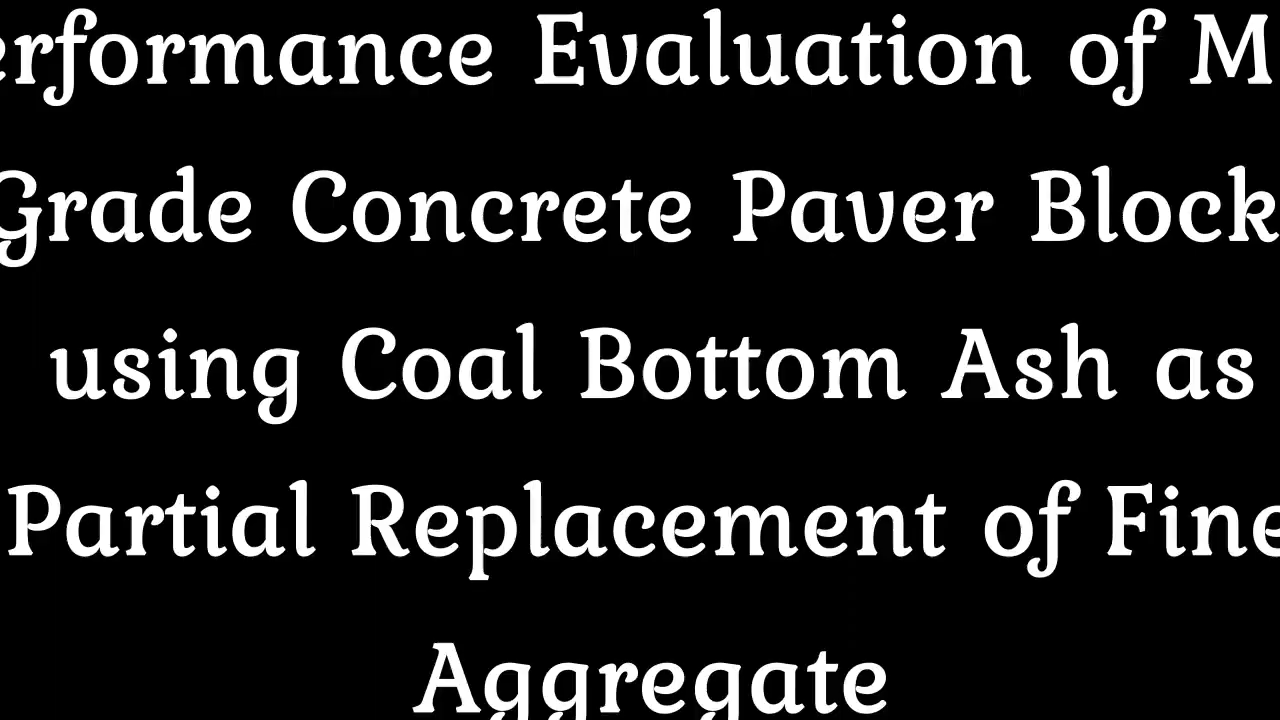 erformance Evaluation of M
Grade Concrete Paver Block
using Coal Bottom Ash as
Partial Replacement of Fine
Aggregate